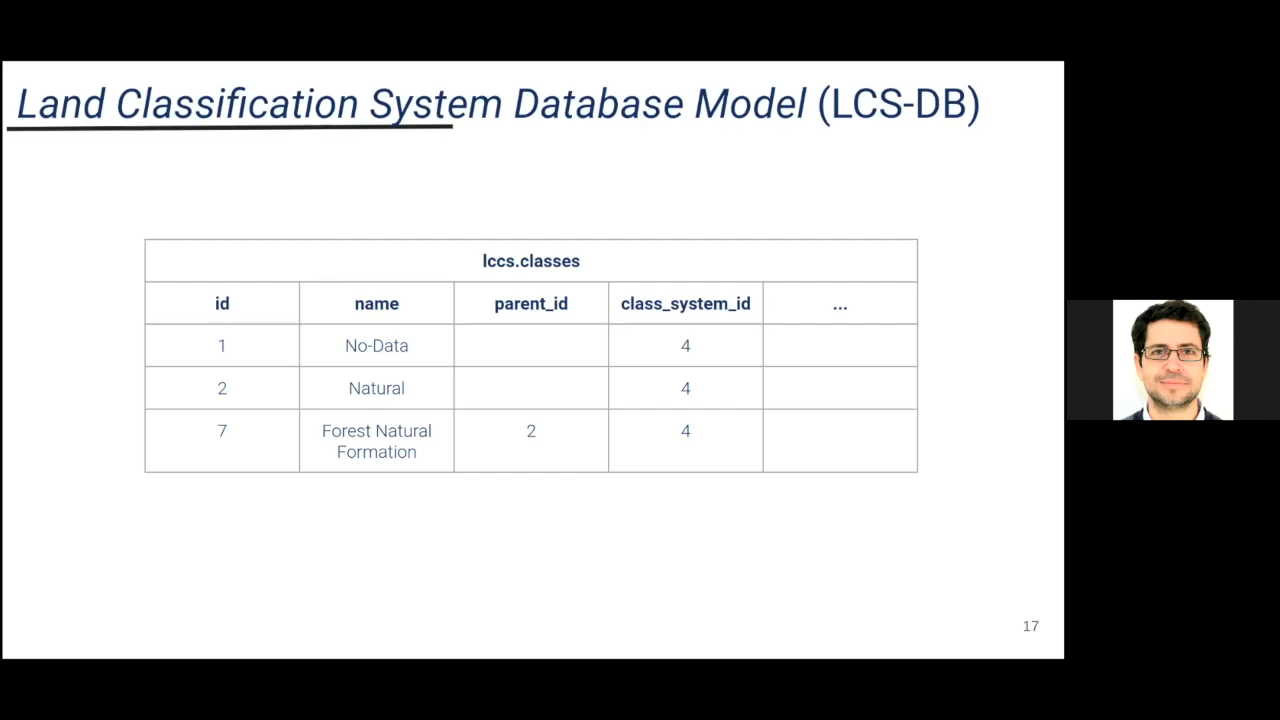 Land Classification System Database Model (LCS-DB)
lccs.classes
id name parent_id class_system_id ...
1 No-Data 4
2 Natural 4
7 Forest Natural 2 4
Formation
17